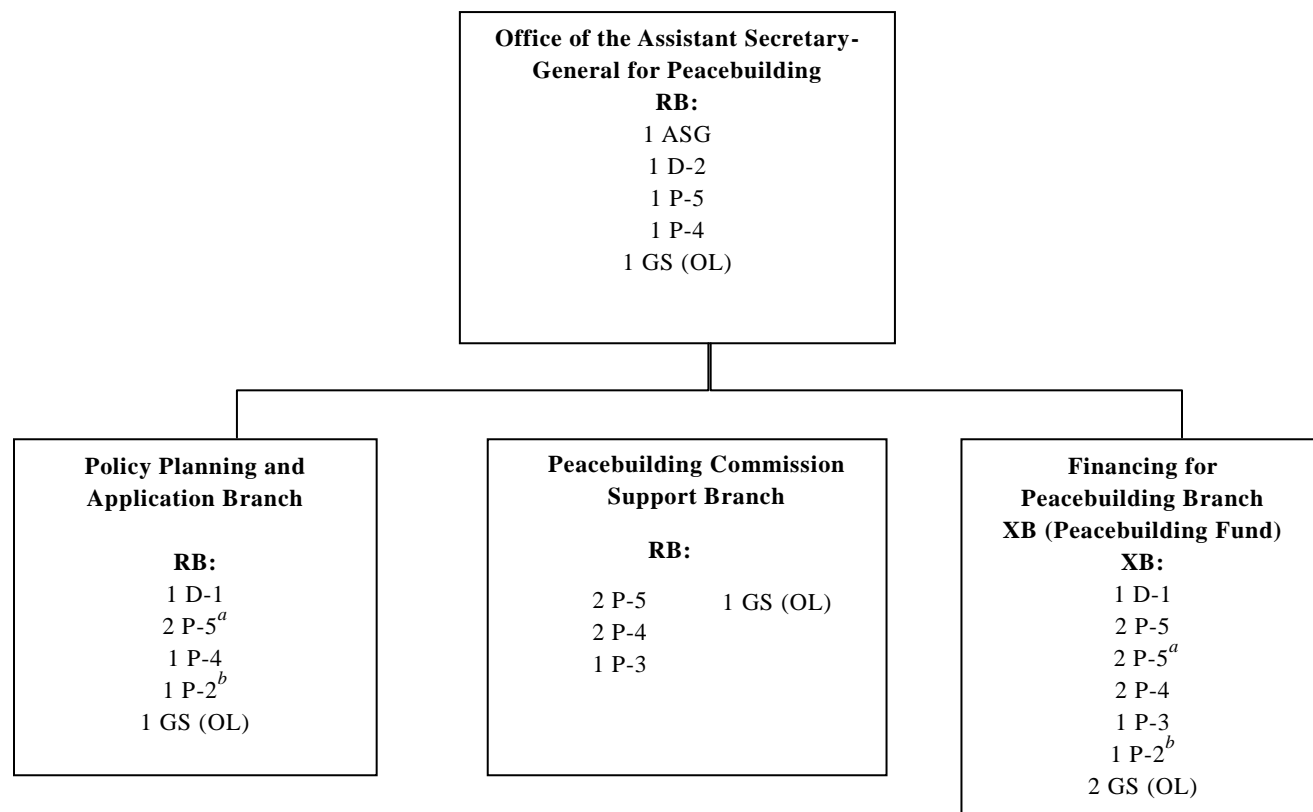 Office of the Assistant Secretary-
General for Peacebuilding
RB:
1 ASG
1 D-2
1 P-5
1 P-4
1 GS (OL)
Policy Planning and
Application Branch
RB:
1 D-1
2 P-5a
1 P-4
1 P-2b
1 GS (OL)
Peacebuilding Commission
Support Branch
RB:
2 P-5 1 GS (OL)
2 P-4
1 P-3
Financing for
Peacebuilding Branch
XB (Peacebuilding Fund)
XB:
1 D-1
2 P-5
2 P-5a
2 P-4
1 P-3
1 P-2b
2 GS (OL)